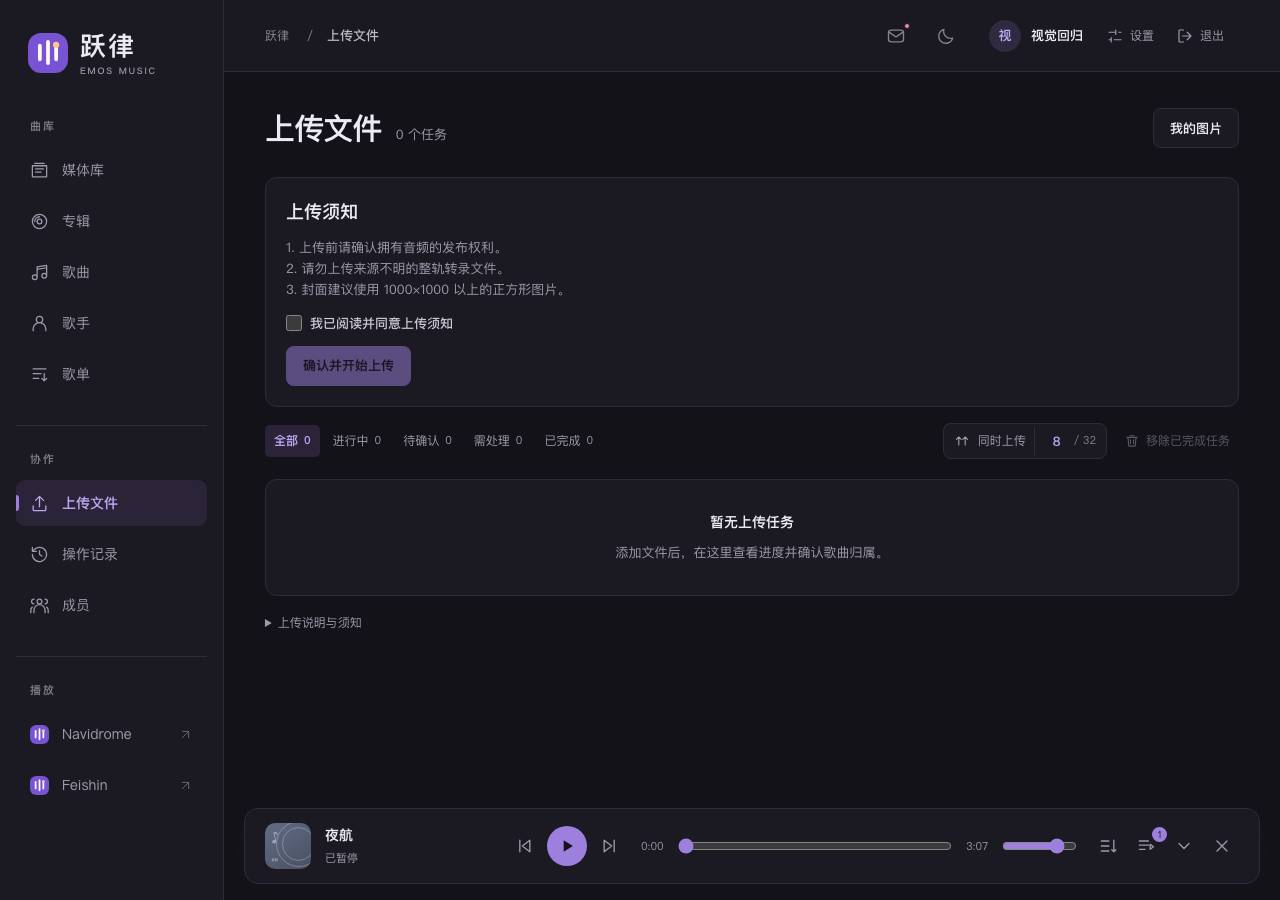 跃律
EMOS MUSIC
曲库
媒体库
专辑
歌曲
歌手
歌单
协作
上传文件
操作记录
成员
播放
Navidrome
Feishin
跃律 / 上传文件
视 视觉回归 设置 退出
上传文件 0 个任务
我的图片
上传须知
1. 上传前请确认拥有音频的发布权利。
2. 请勿上传来源不明的整轨转录文件。
3. 封面建议使用 1000×1000 以上的正方形图片。
我已阅读并同意上传须知
确认并开始上传
全部 0 进行中 0 待确认 0 需处理 0 已完成 0
同时上传 8 / 32 移除已完成任务
暂无上传任务
添加文件后，在这里查看进度并确认歌曲归属。
上传说明与须知
夜航
已暂停
0:00 3:07 1